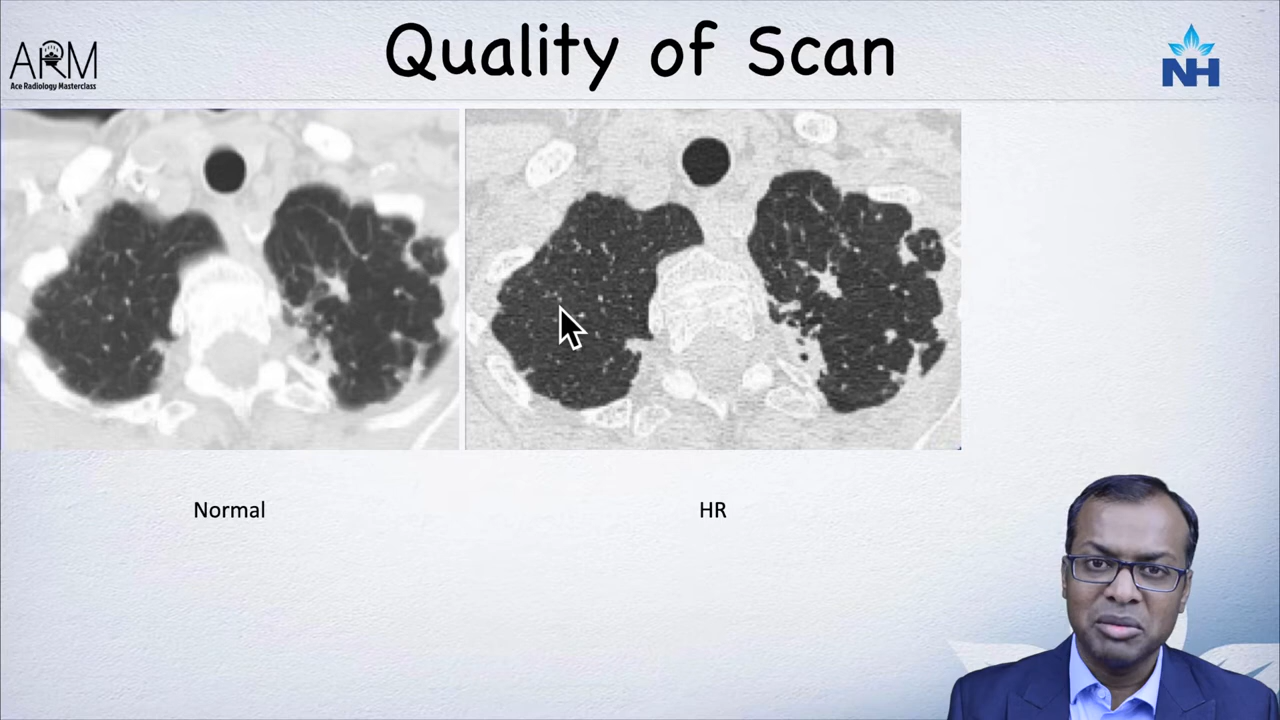 Quality of Scan
ARM
Ace Radiology Masterclass
NH
Normal
HR